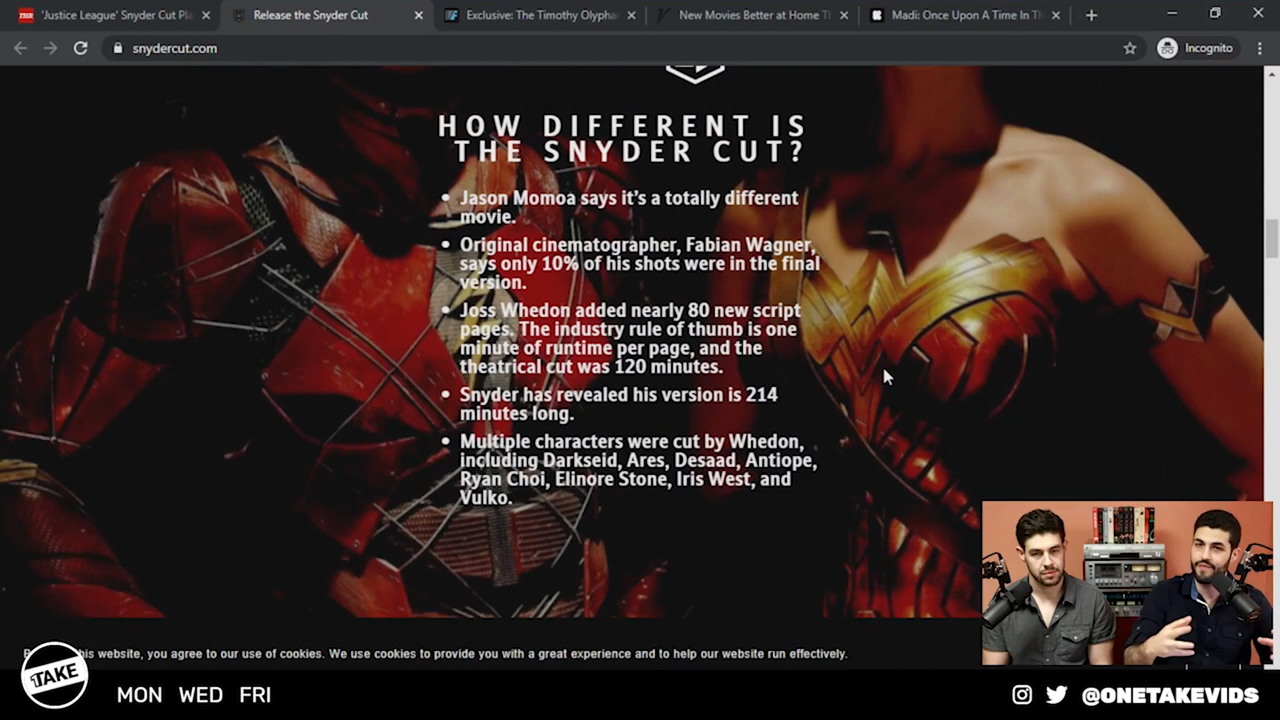 'Justice League' Snyder Cut Pla
Release the Snyder Cut
Exclusive: The Timothy Olypha
New Movies Better at Home T
Madi: Once Upon A Time In Th
snydercut.com
Incognito
HOW DIFFERENT IS
THE SNYDER CUT?
• Jason Momoa says it's a totally different
movie.
• Original cinematographer, Fabian Wagner,
says only 10% of his shots were in the final
version.
• Joss Whedon added nearly 80 new script
pages. The industry rule of thumb is one
minute of runtime per page, and the
theatrical cut was 120 minutes.
• Snyder has revealed his version is 214
minutes long.
• Multiple characters were cut by Whedon,
including Darkseid, Ares, Desaad, Antiope,
Ryan Choi, Elinore Stone, Iris West, and
Vulko.
his website, you agree to our use of cookies. We use cookies to provide you with a great experience and to help our website run effectively.
1TAKE
MON WED FRI
@ONETAKEVIDS